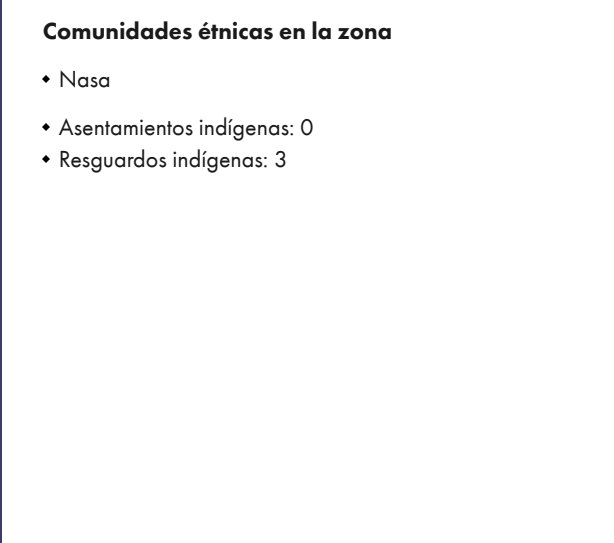 Comunidades étnicas en la zona
◆ Nasa
◆ Asentamientos indígenas: 0
◆ Resguardos indígenas: 3